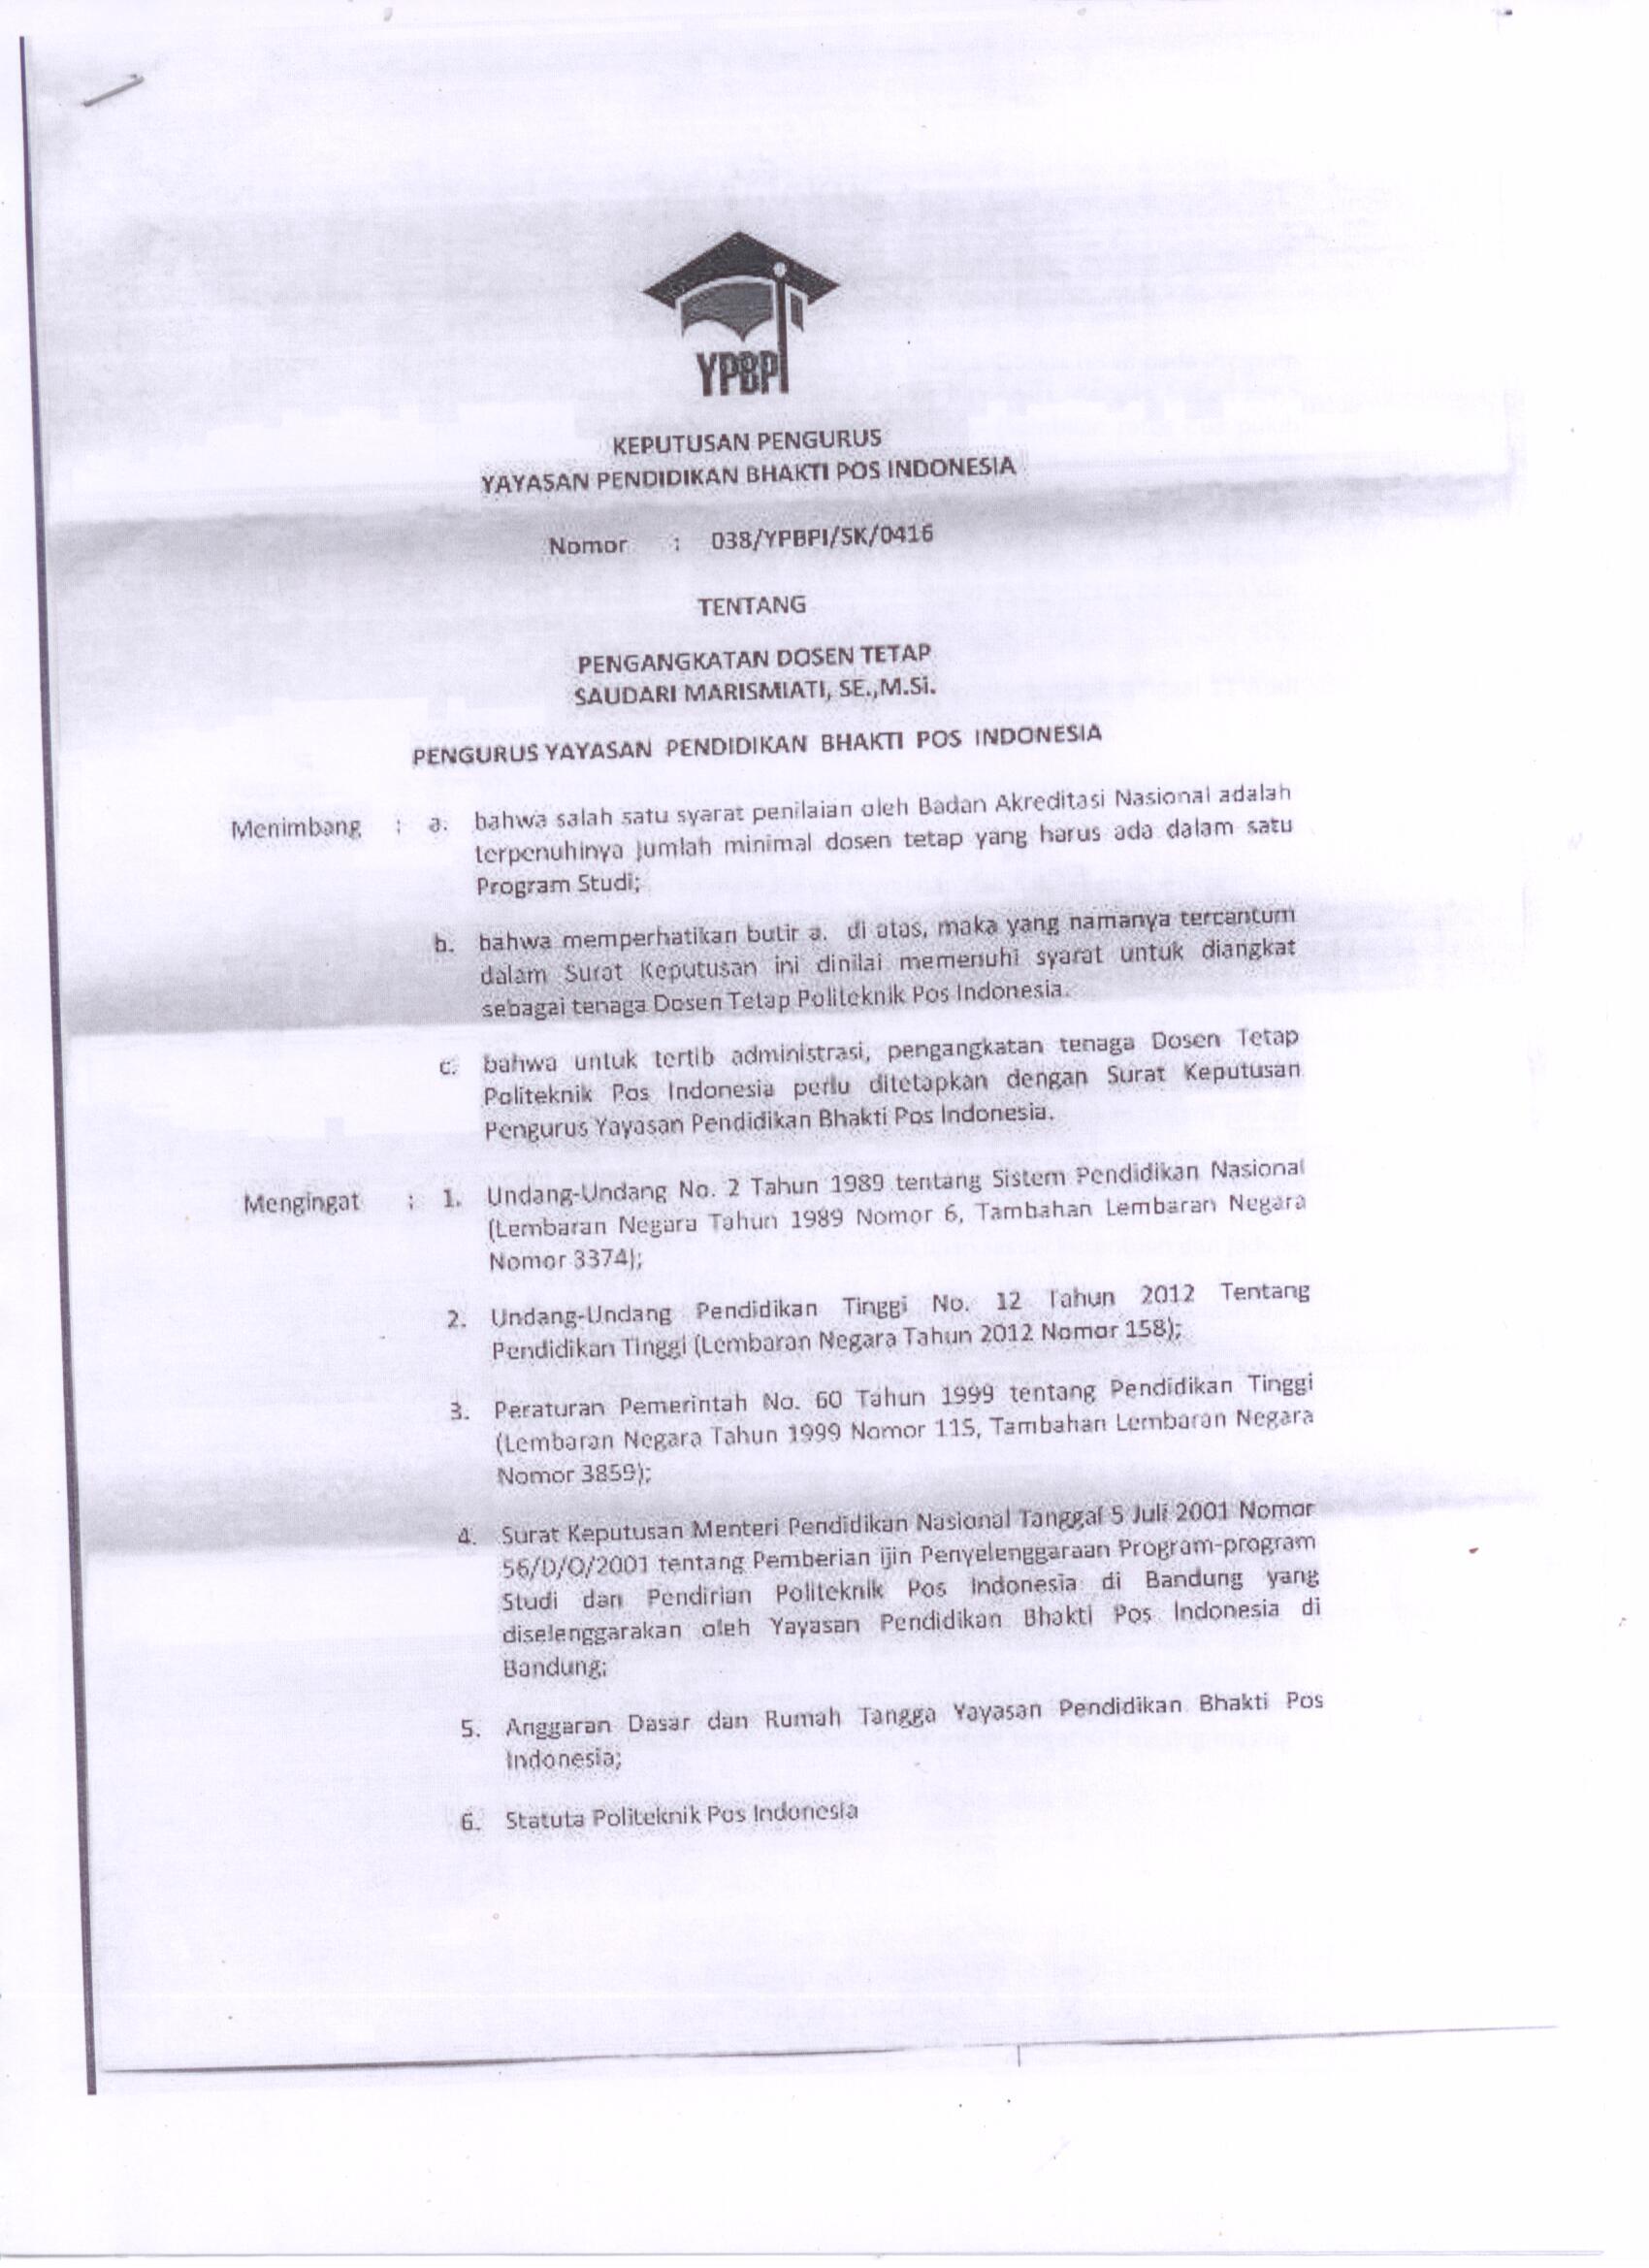 YPBPI
KEPUTUSAN PENGURUS
YAYASAN PENDIDIKAN BHAKTI POS INDONESIA
Nomor : 038/YPBPI/SK/0416
TENTANG
PENGANGKATAN DOSEN TETAP
SAUDARI MARISMIATI, SE.,M.Si.
PENGURUS YAYASAN PENDIDIKAN BHAKTI POS INDONESIA
Menimbang : a. bahwa salah satu syarat penilaian oleh Badan Akreditasi Nasional adalah
terpenuhinya jumlah minimal dosen tetap yang harus ada dalam satu
Program Studi;
b. bahwa memperhatikan butir a. di atas, maka yang namanya tercantum
dalam Surat Keputusan ini dinilai memenuhi syarat untuk diangkat
sebagai tenaga Dosen Tetap Politeknik Pos Indonesia.
c. bahwa untuk tertib administrasi, pengangkatan tenaga Dosen Tetap
Politeknik Pos Indonesia perlu ditetapkan dengan Surat Keputusan
Pengurus Yayasan Pendidikan Bhakti Pos Indonesia.
Mengingat : 1. Undang-Undang No. 2 Tahun 1989 tentang Sistem Pendidikan Nasional
(Lembaran Negara Tahun 1989 Nomor 6, Tambahan Lembaran Negara
Nomor 3374);
2. Undang-Undang Pendidikan Tinggi No. 12 Tahun 2012 Tentang
Pendidikan Tinggi (Lembaran Negara Tahun 2012 Nomor 158);
3. Peraturan Pemerintah No. 60 Tahun 1999 tentang Pendidikan Tinggi
(Lembaran Negara Tahun 1999 Nomor 115, Tambahan Lembaran Negara
Nomor 3859);
4. Surat Keputusan Menteri Pendidikan Nasional Tanggal 5 Juli 2001 Nomor
56/D/O/2001 tentang Pemberian ijin Penyelenggaraan Program-program
Studi dan Pendirian Politeknik Pos Indonesia di Bandung yang
diselenggarakan oleh Yayasan Pendidikan Bhakti Pos Indonesia di
Bandung;
5. Anggaran Dasar dan Rumah Tangga Yayasan Pendidikan Bhakti Pos
Indonesia;
6. Statuta Politeknik Pos Indonesia